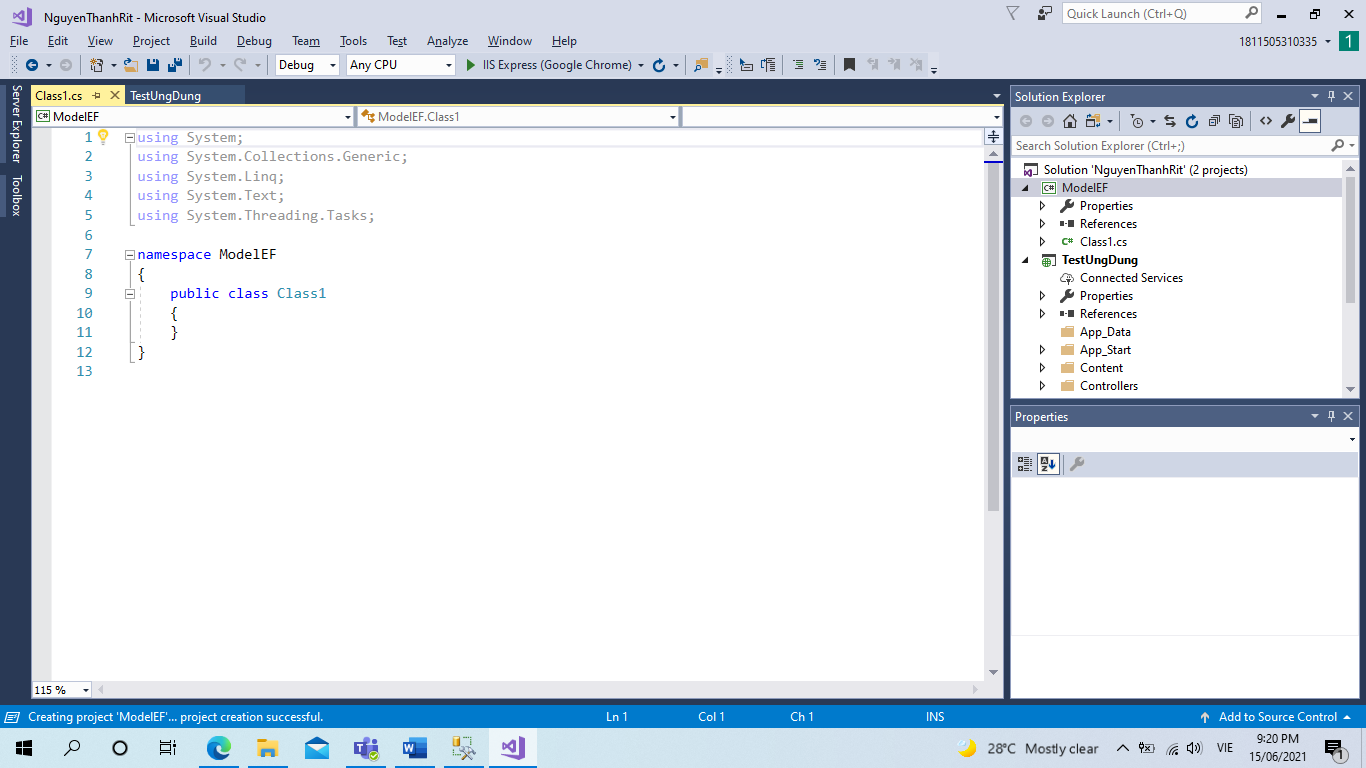 NguyenThanhRit - Microsoft Visual Studio
Quick Launch (Ctrl+Q)
File Edit View Project Build Debug Team Tools Test Analyze Window Help
1811505310335 1
Debug Any CPU IIS Express (Google Chrome)
Server Explorer
Toolbox
Class1.cs TestUngDung
C# ModelEF ModelEF.Class1
1 using System;
2 using System.Collections.Generic;
3 using System.Linq;
4 using System.Text;
5 using System.Threading.Tasks;
6
7 namespace ModelEF
8 {
9 public class Class1
10 {
11 }
12 }
13
115 %
Solution Explorer
Search Solution Explorer (Ctrl+;)
Solution 'NguyenThanhRit' (2 projects)
C# ModelEF
Properties
References
C# Class1.cs
TestUngDung
Connected Services
Properties
References
App_Data
App_Start
Content
Controllers
Properties
Creating project 'ModelEF'... project creation successful. Ln 1 Col 1 Ch 1 INS Add to Source Control
28°C Mostly clear VIE 9:20 PM
15/06/2021
1